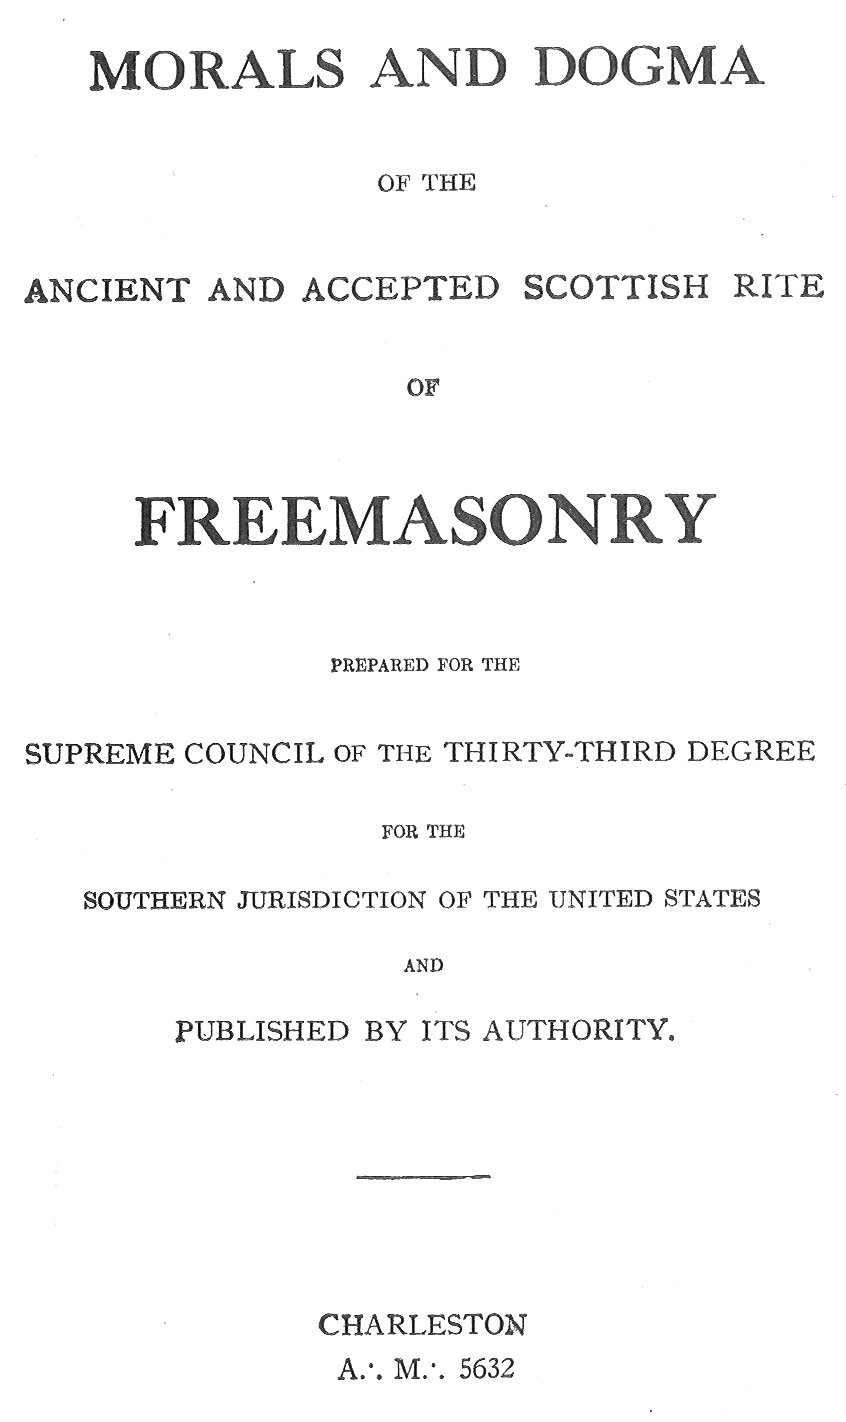 MORALS AND DOGMA
OF THE
ANCIENT AND ACCEPTED SCOTTISH RITE
OF
FREEMASONRY
PREPARED FOR THE
SUPREME COUNCIL OF THE THIRTY-THIRD DEGREE
FOR THE
SOUTHERN JURISDICTION OF THE UNITED STATES
AND
PUBLISHED BY ITS AUTHORITY.
CHARLESTON
A.·. M.·. 5632